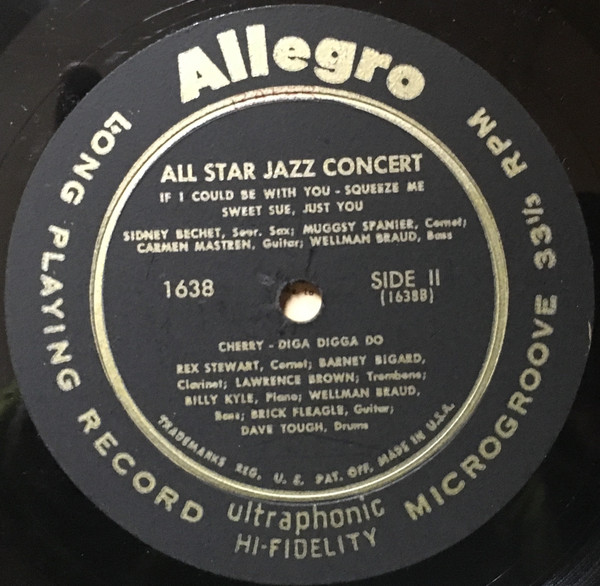 Allegro
LONG PLAYING RECORD
MICROGROOVE 33⅓ RPM
ALL STAR JAZZ CONCERT
IF I COULD BE WITH YOU - SQUEEZE ME
SWEET SUE, JUST YOU
SIDNEY BECHET, Sopr. Sax; MUGGSY SPANIER, Cornet;
CARMEN MASTREN, Guitar; WELLMAN BRAUD, Bass
1638
SIDE II
(1638B)
CHERRY - DIGA DIGGA DO
REX STEWART, Cornet; BARNEY BIGARD,
Clarinet; LAWRENCE BROWN; Trombone;
BILLY KYLE, Piano; WELLMAN BRAUD,
Bass; BRICK FLEAGLE, Guitar;
DAVE TOUGH, Drums
TRADEMARKS REG. U. S. PAT. OFF. MADE IN U.S.A.
ultraphonic
HI-FIDELITY